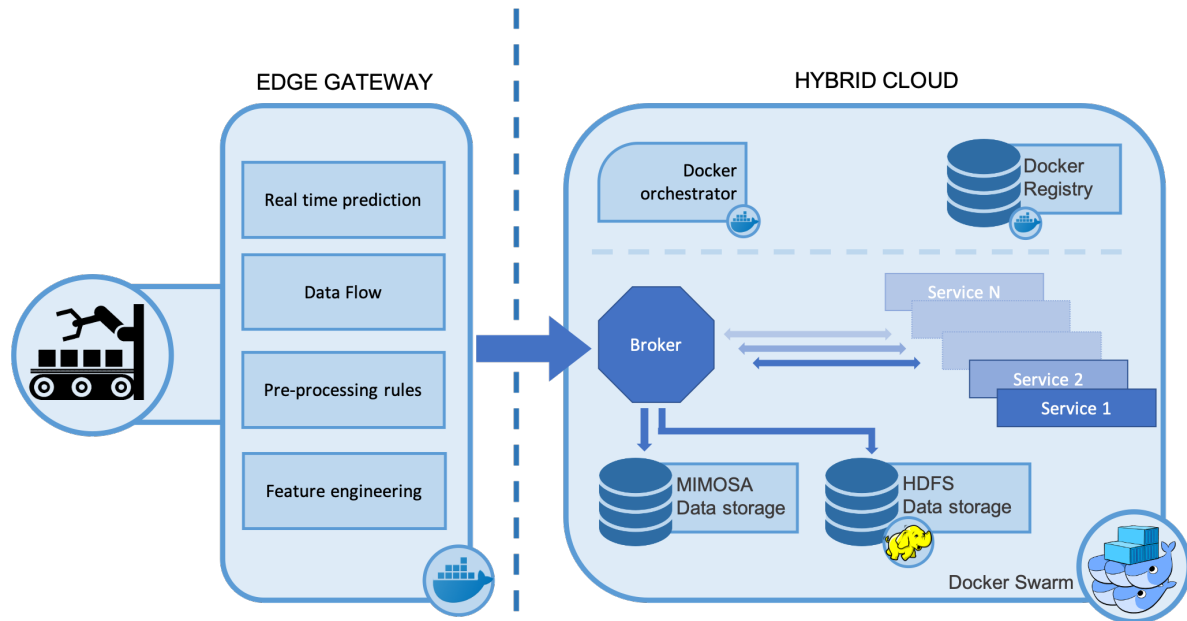 EDGE GATEWAY
Real time prediction
Data Flow
Pre-processing rules
Feature engineering
HYBRID CLOUD
Docker
orchestrator
Docker
Registry
Broker
Service N
Service 2
Service 1
MIMOSA
Data storage
HDFS
Data storage
Docker Swarm